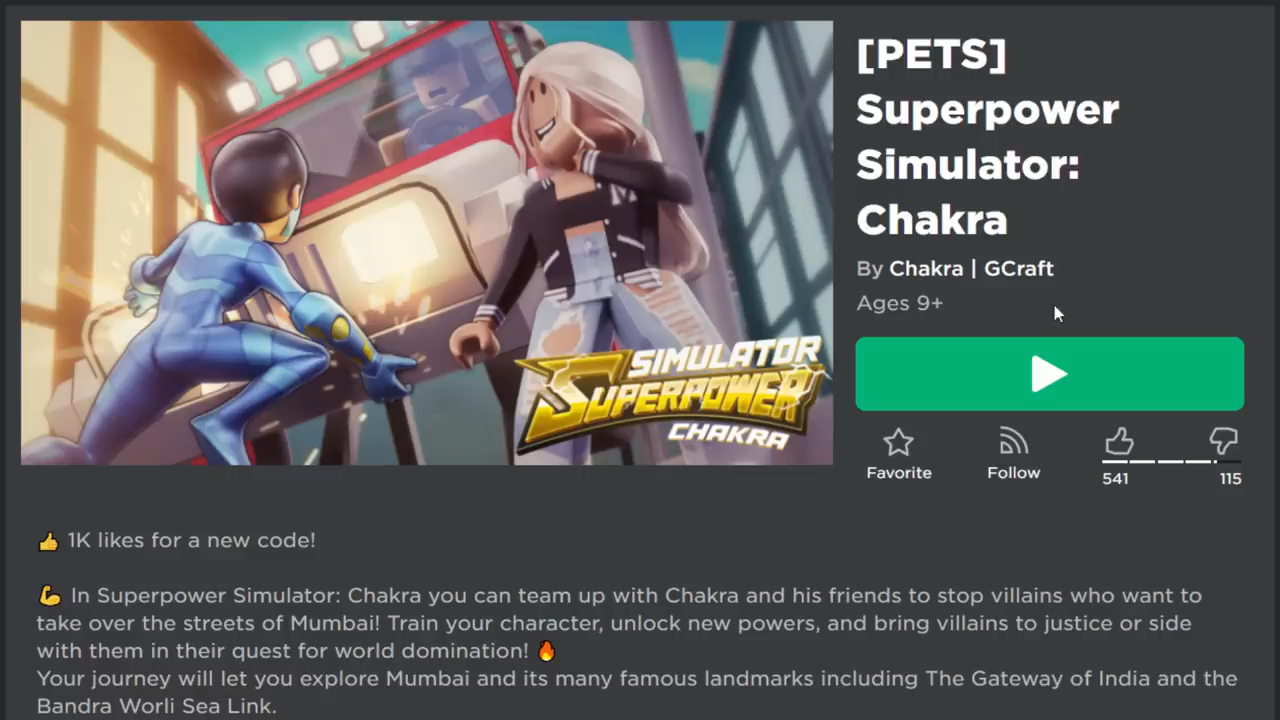 SIMULATOR
SUPERPOWER
CHAKRA
[PETS]
Superpower
Simulator:
Chakra
By Chakra | GCraft
Ages 9+
Favorite
Follow
541
115
👍 1K likes for a new code!
💪 In Superpower Simulator: Chakra you can team up with Chakra and his friends to stop villains who want to
take over the streets of Mumbai! Train your character, unlock new powers, and bring villains to justice or side
with them in their quest for world domination! 🔥
Your journey will let you explore Mumbai and its many famous landmarks including The Gateway of India and the
Bandra Worli Sea Link.